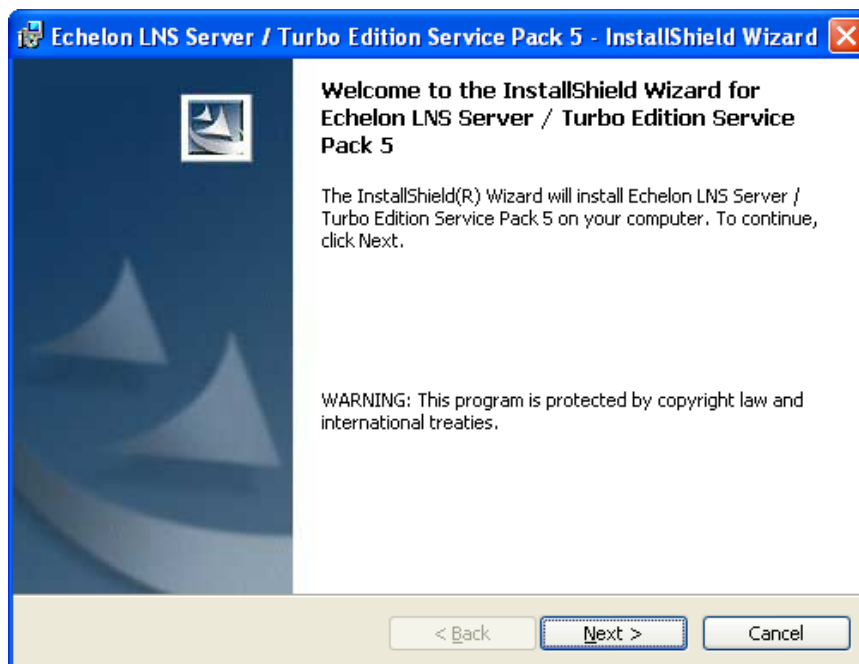 Echelon LNS Server / Turbo Edition Service Pack 5 - InstallShield Wizard
Welcome to the InstallShield Wizard for
Echelon LNS Server / Turbo Edition Service
Pack 5
The InstallShield(R) Wizard will install Echelon LNS Server /
Turbo Edition Service Pack 5 on your computer. To continue,
click Next.
WARNING: This program is protected by copyright law and
international treaties.
< Back
Next >
Cancel